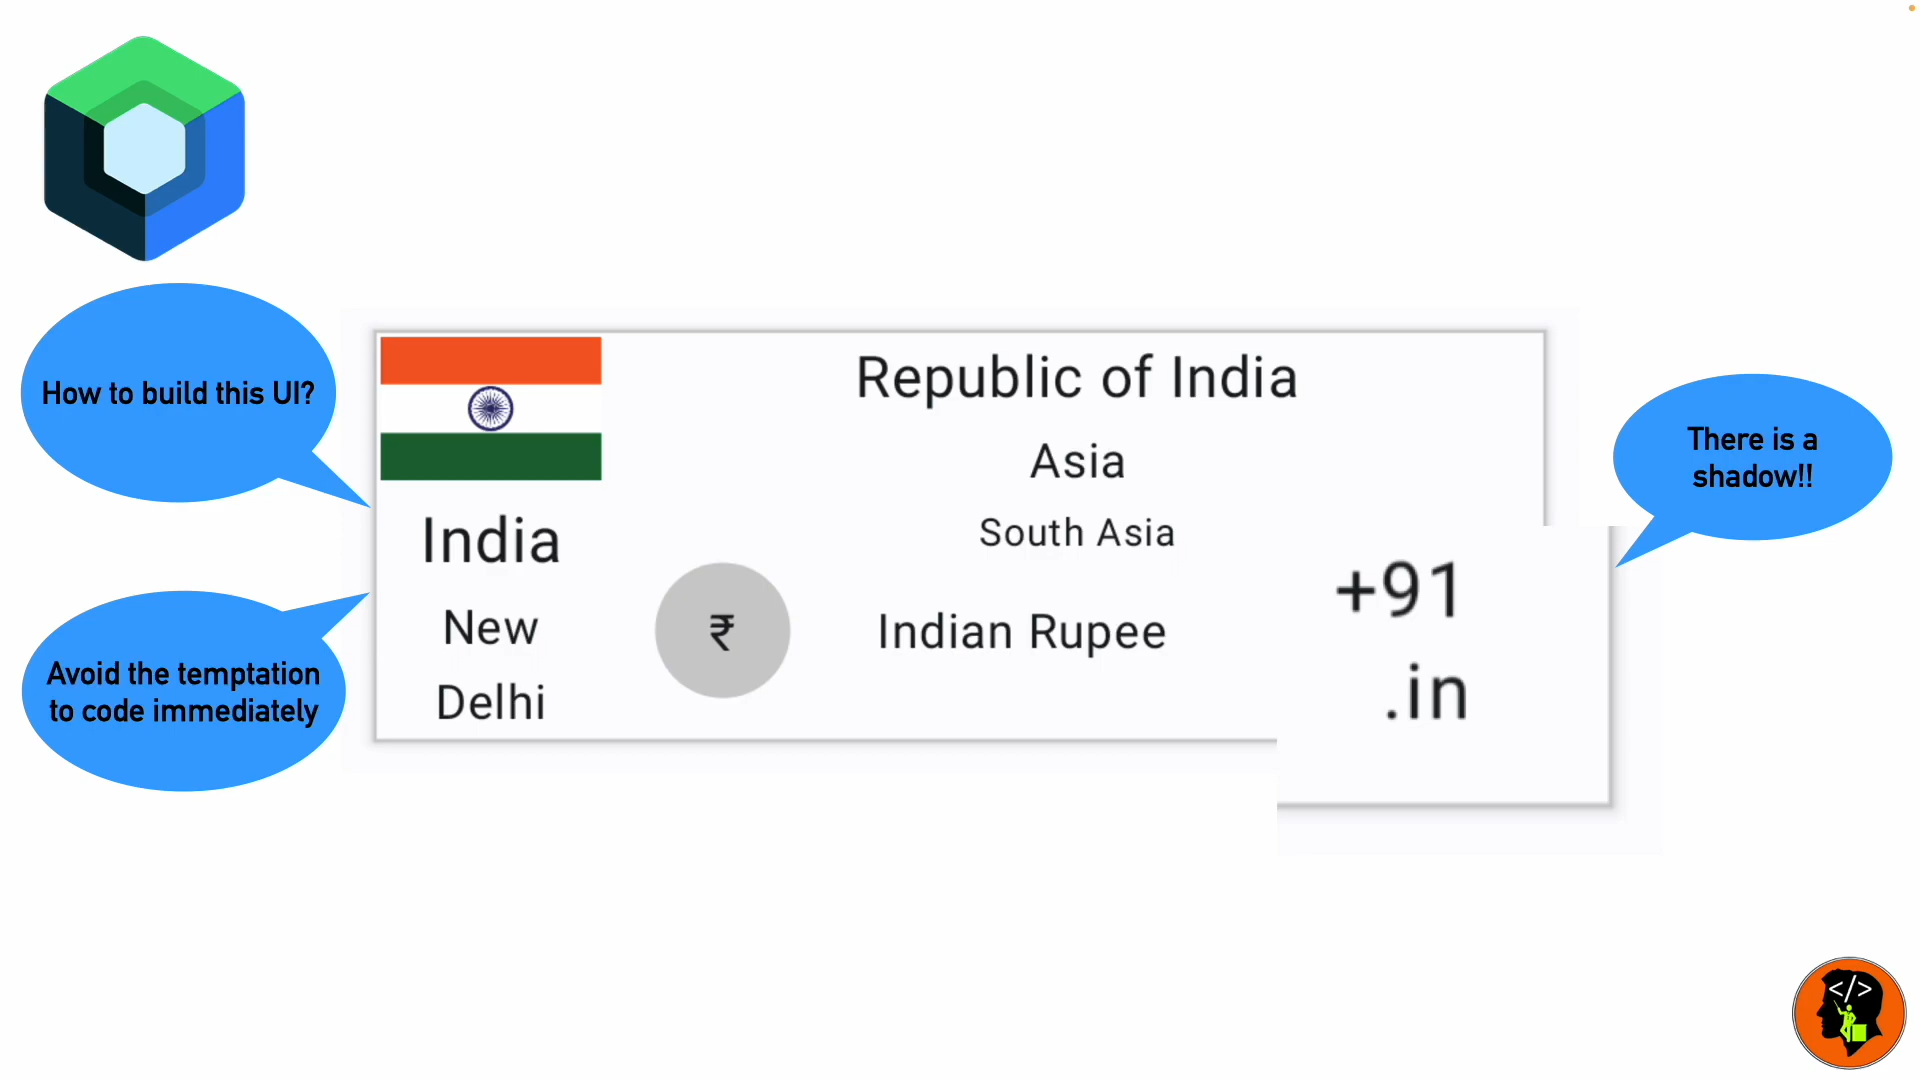 How to build this UI?
Avoid the temptation
to code immediately
India
New
Delhi
Republic of India
Asia
South Asia
₹
Indian Rupee
+91
.in
There is a
shadow!!
</>